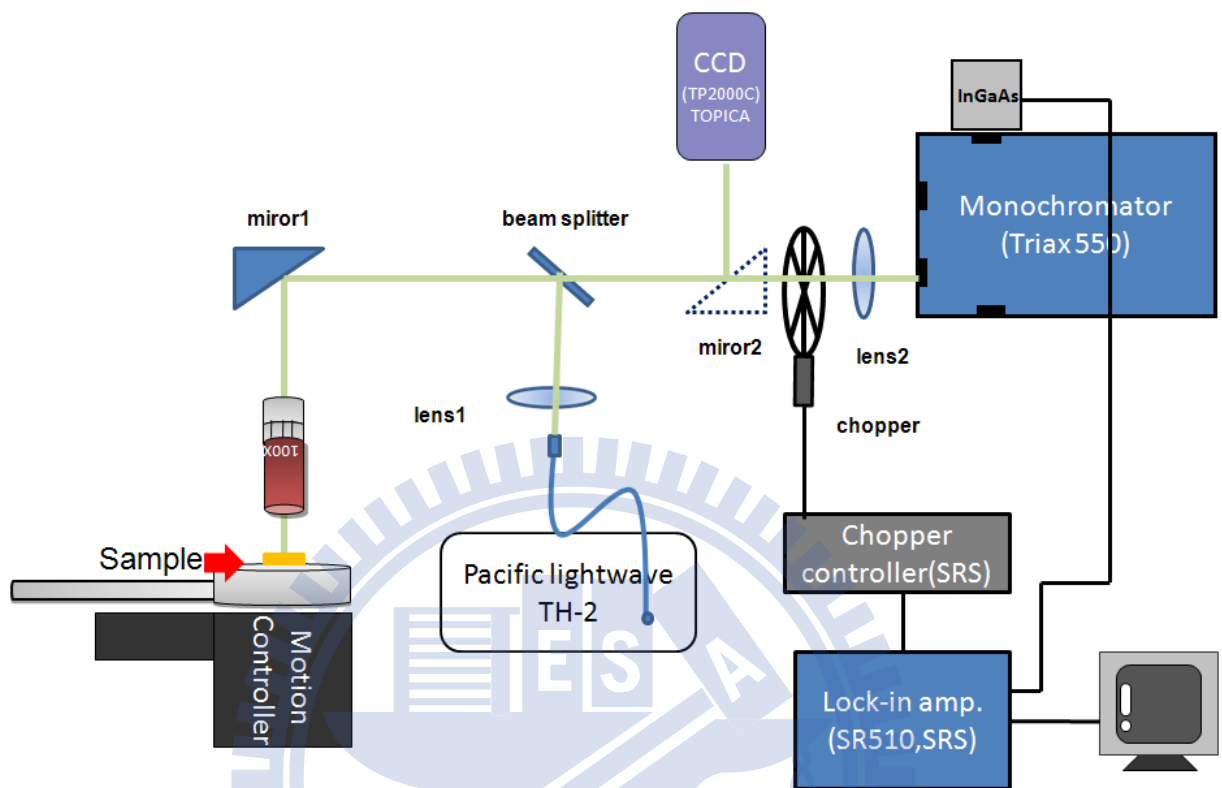 CCD
(TP2000C)
TOPICA
InGaAs
Monochromator
(Triax 550)
miror1
beam splitter
miror2
lens2
chopper
lens1
100X
Sample
Motion
Controller
Pacific lightwave
TH-2
Chopper
controller(SRS)
Lock-in amp.
(SR510,SRS)
E S A